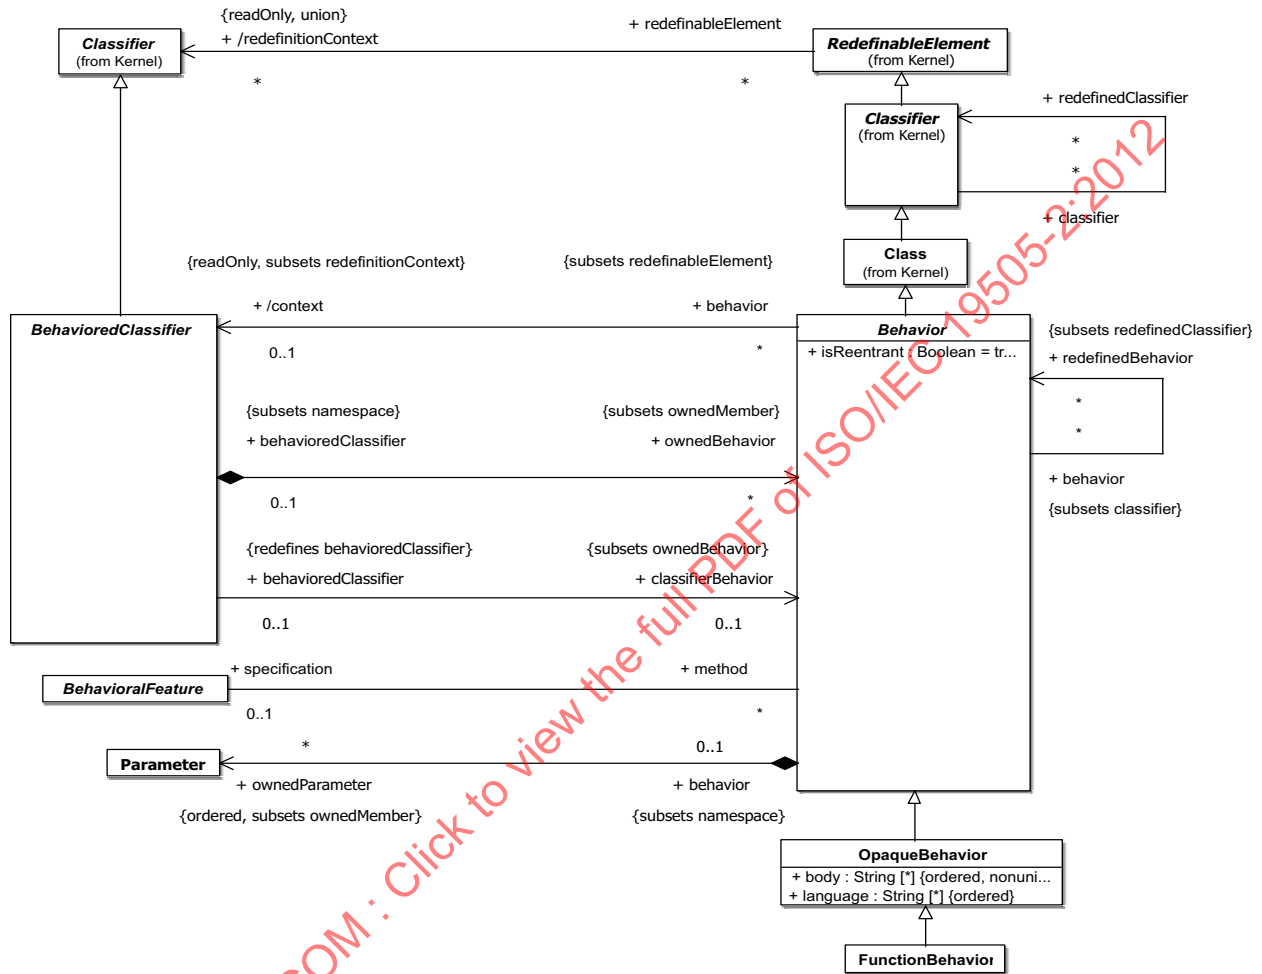 {readOnly, union}
+ /redefinitionContext
+ redefinableElement
Classifier
(from Kernel)
RedefinableElement
(from Kernel)
*
*
+ redefinedClassifier
Classifier
(from Kernel)
*
*
+ classifier
Class
(from Kernel)
{readOnly, subsets redefinitionContext}
{subsets redefinableElement}
+ /context
+ behavior
BehavioredClassifier
Behavior
+ isReentrant : Boolean = tr...
0..1
*
{subsets redefinedClassifier}
+ redefinedBehavior
*
*
+ behavior
{subsets classifier}
{subsets namespace}
{subsets ownedMember}
+ behavioredClassifier
+ ownedBehavior
0..1
*
{redefines behavioredClassifier}
{subsets ownedBehavior}
+ behavioredClassifier
+ classifierBehavior
0..1
0..1
+ specification
+ method
BehavioralFeature
0..1
*
*
0..1
Parameter
+ ownedParameter
+ behavior
{ordered, subsets ownedMember}
{subsets namespace}
OpaqueBehavior
+ body : String [*] {ordered, nonuni...
+ language : String [*] {ordered}
FunctionBehavior
COM : Click to view the full PDF of ISO/IEC 19505-2:2012